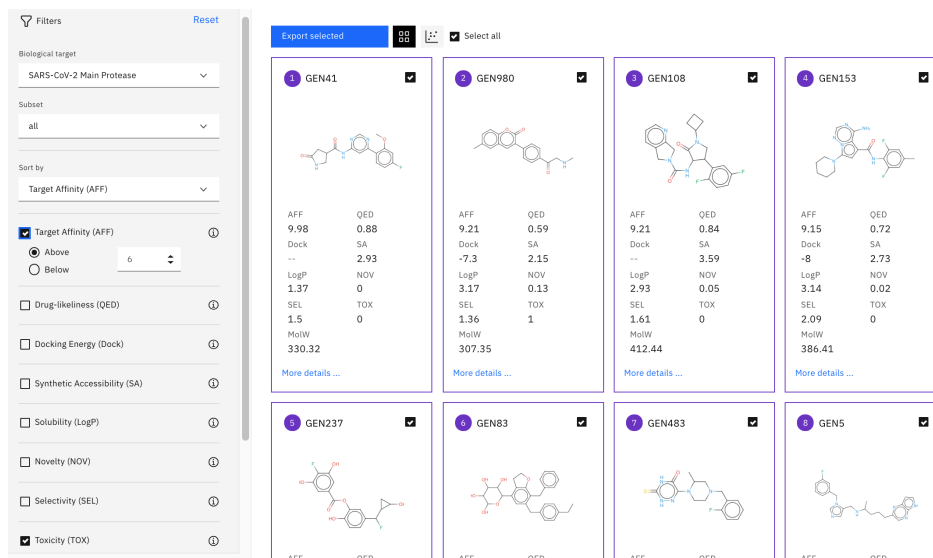 Filters
Reset
Biological target
SARS-CoV-2 Main Protease
Subset
all
Sort by
Target Affinity (AFF)
Target Affinity (AFF)
Above
Below
6
Drug-likeliness (QED)
Docking Energy (Dock)
Synthetic Accessibility (SA)
Solubility (LogP)
Novelty (NOV)
Selectivity (SEL)
Toxicity (TOX)
Export selected
Select all
1 GEN41
AFF QED
9.98 0.88
Dock SA
-- 2.93
LogP NOV
1.37 0
SEL TOX
1.5 0
MolW
330.32
More details ...
2 GEN980
AFF QED
9.21 0.59
Dock SA
-7.3 2.15
LogP NOV
3.17 0.13
SEL TOX
1.36 1
MolW
307.35
More details ...
3 GEN108
AFF QED
9.21 0.84
Dock SA
-- 3.59
LogP NOV
2.93 0.05
SEL TOX
1.61 0
MolW
412.44
More details ...
4 GEN153
AFF QED
9.15 0.72
Dock SA
-8 2.73
LogP NOV
3.14 0.02
SEL TOX
2.09 0
MolW
386.41
More details ...
5 GEN237
AFF QED
6 GEN83
AFF QED
7 GEN483
AFF QED
8 GEN5
AFF QED